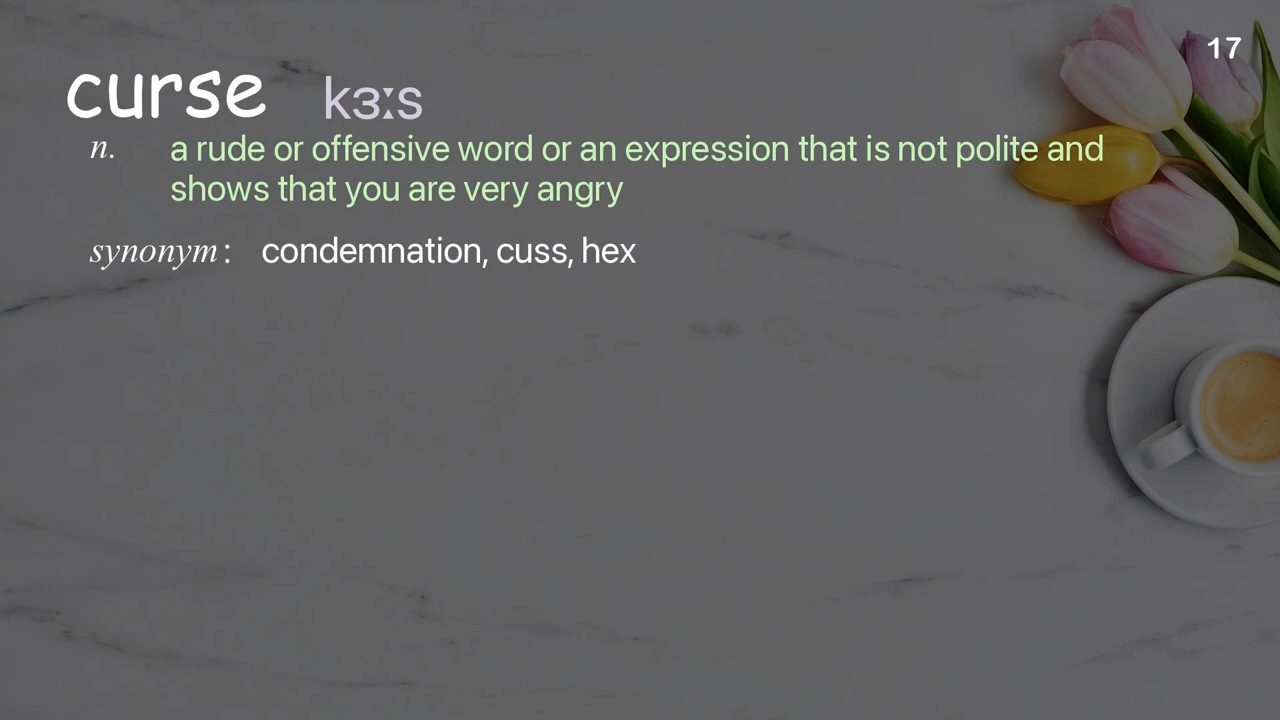 17
curse kɜːs
n. a rude or offensive word or an expression that is not polite and
shows that you are very angry
synonym: condemnation, cuss, hex